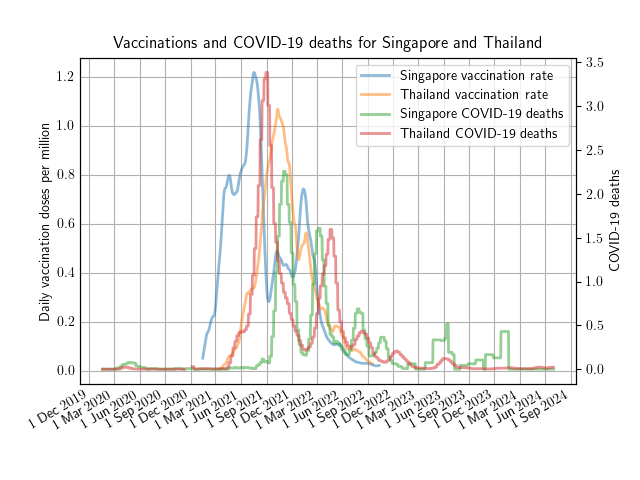 Vaccinations and COVID-19 deaths for Singapore and Thailand
Singapore vaccination rate
Thailand vaccination rate
Singapore COVID-19 deaths
Thailand COVID-19 deaths
Daily vaccination doses per million
1.2
1.0
0.8
0.6
0.4
0.2
0.0
COVID-19 deaths
3.5
3.0
2.5
2.0
1.5
1.0
0.5
0.0
1 Dec 2019
1 Mar 2020
1 Jun 2020
1 Sep 2020
1 Dec 2020
1 Mar 2021
1 Jun 2021
1 Sep 2021
1 Dec 2021
1 Mar 2022
1 Jun 2022
1 Sep 2022
1 Dec 2022
1 Mar 2023
1 Jun 2023
1 Sep 2023
1 Dec 2023
1 Mar 2024
1 Jun 2024
1 Sep 2024